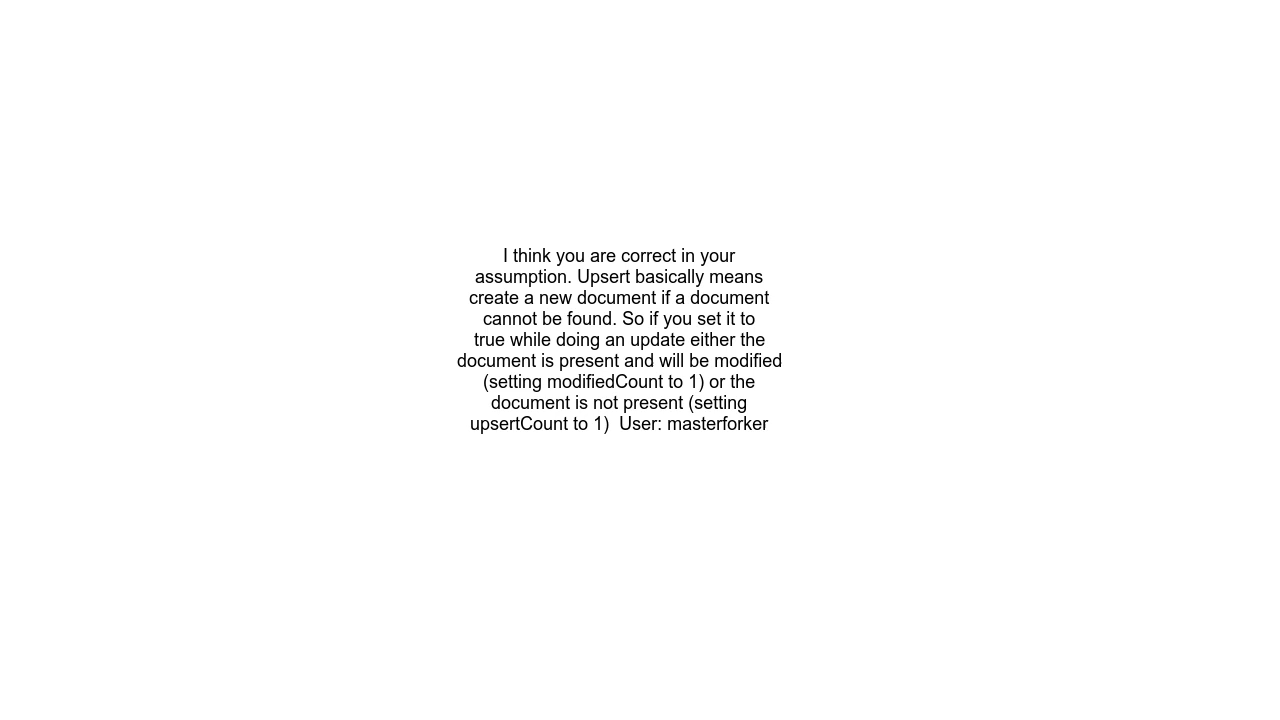 I think you are correct in your
assumption. Upsert basically means
create a new document if a document
cannot be found. So if you set it to
true while doing an update either the
document is present and will be modified
(setting modifiedCount to 1) or the
document is not present (setting
upsertCount to 1)  User: masterforker